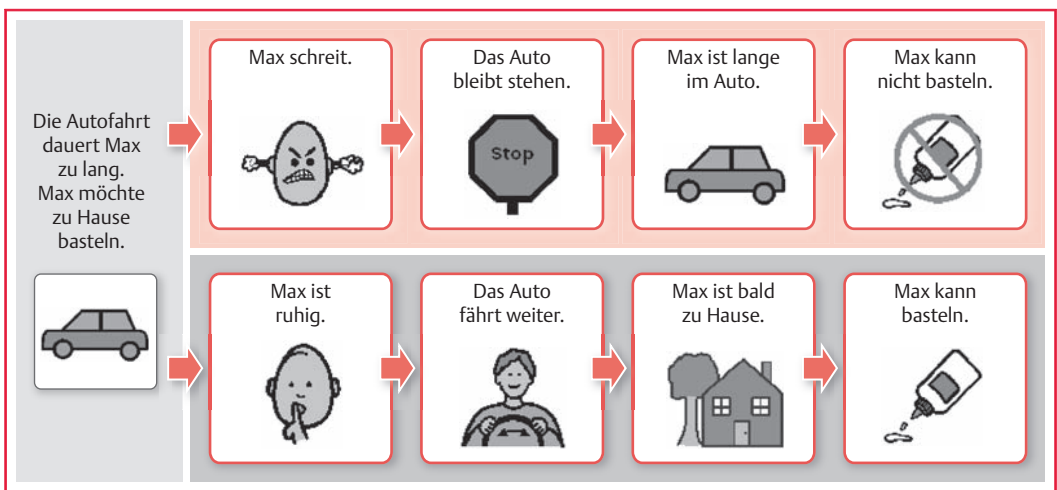 Die Autofahrt
dauert Max
zu lang.
Max möchte
zu Hause
basteln.
Max schreit.
Das Auto
bleibt stehen.
Stop
Max ist lange
im Auto.
Max kann
nicht basteln.
Max ist
ruhig.
Das Auto
fährt weiter.
Max ist bald
zu Hause.
Max kann
basteln.